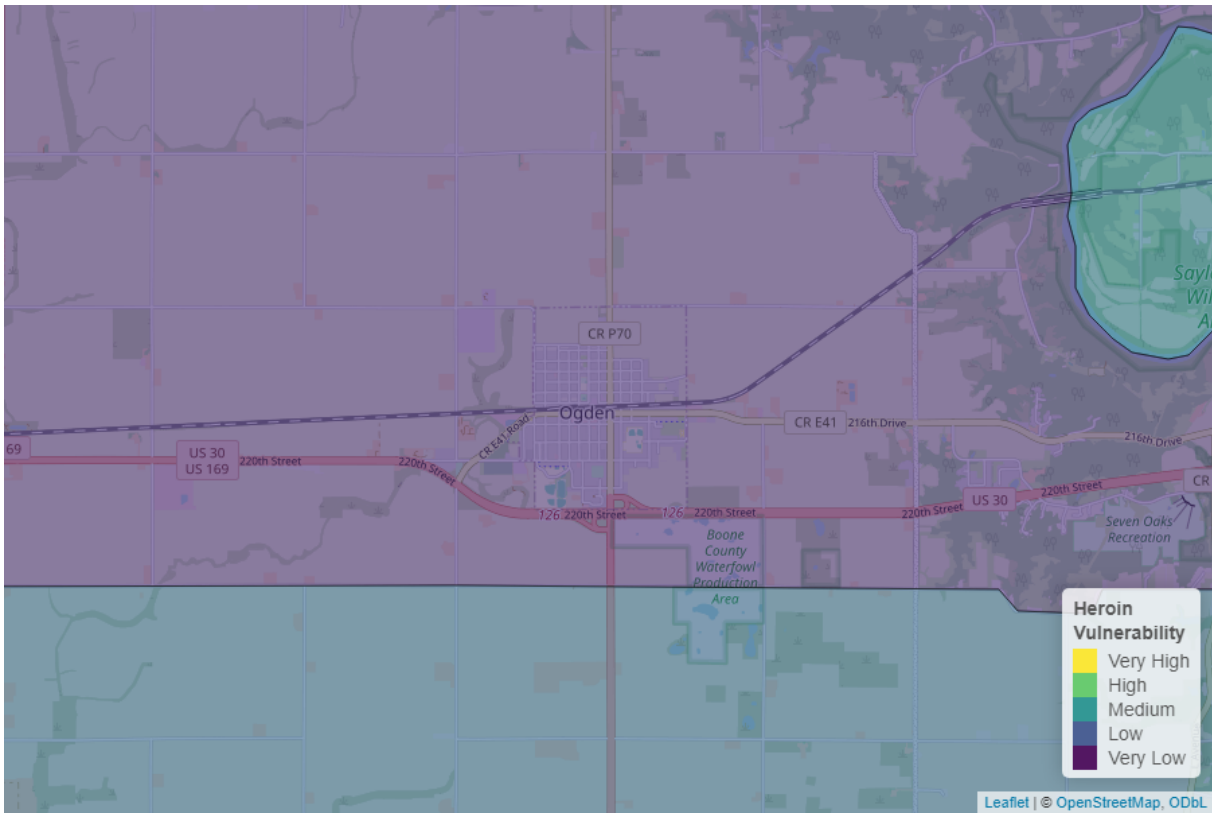 Sayl
Wil
A
CR P70
Ogden
CR E41 Road
CR E41
216th Drive
216th Drive
69
US 30
US 169
220th Street
220th Street
126
220th Street
126
220th Street
220th Street
US 30
220th Street
CR
Seven Oaks
Recreation
Boone
County
Waterfowl
Production
Area
Heroin
Vulnerability
Very High
High
Medium
Low
Very Low
Leaflet | © OpenStreetMap, ODbL